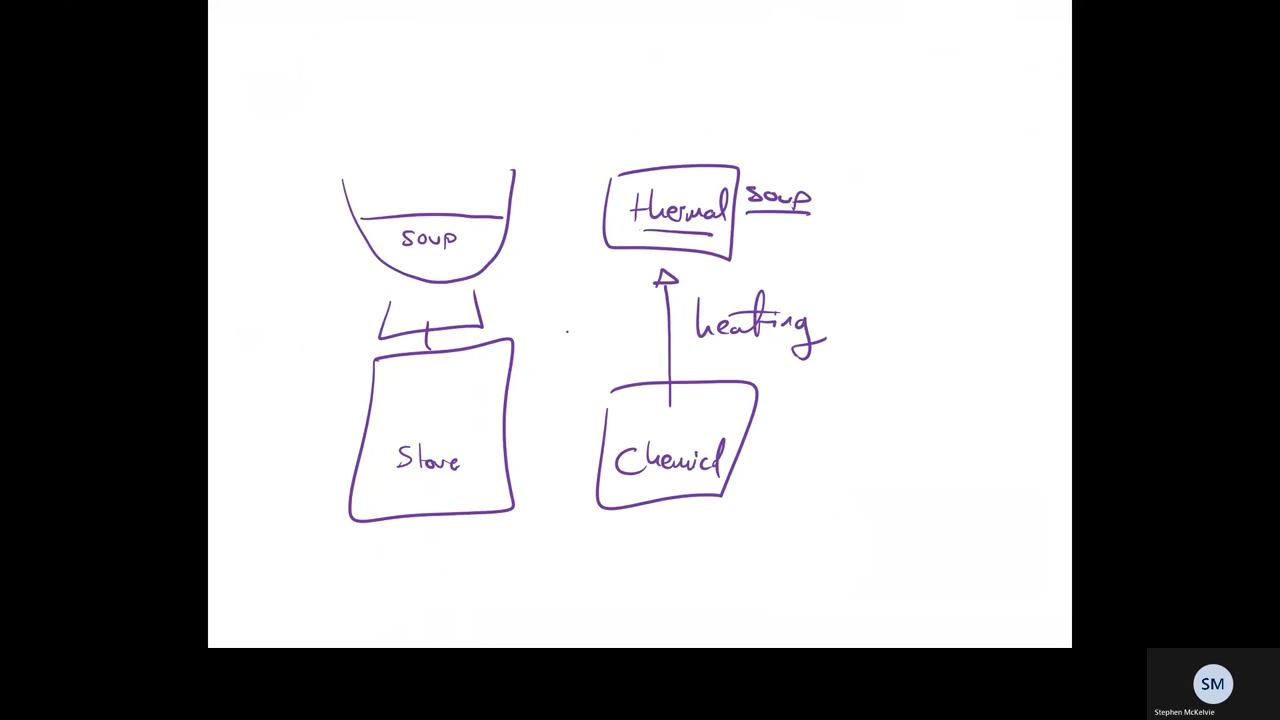 soup
Stove
thermal
soup
heating
Chemical
SM
Stephen McKelvie